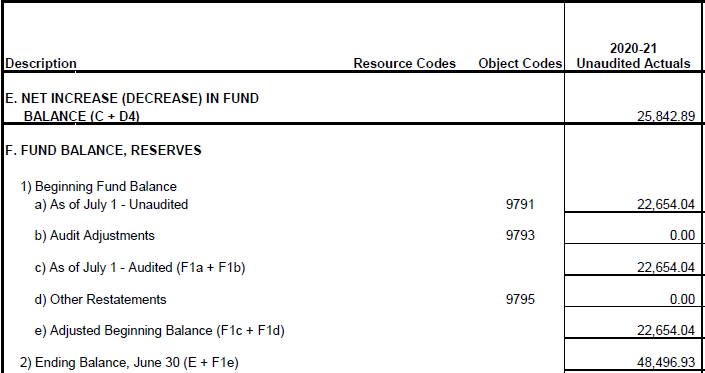 2020-21
Description Resource Codes Object Codes Unaudited Actuals
E. NET INCREASE (DECREASE) IN FUND
BALANCE (C + D4) 25,842.89
F. FUND BALANCE, RESERVES
1) Beginning Fund Balance
a) As of July 1 - Unaudited 9791 22,654.04
b) Audit Adjustments 9793 0.00
c) As of July 1 - Audited (F1a + F1b) 22,654.04
d) Other Restatements 9795 0.00
e) Adjusted Beginning Balance (F1c + F1d) 22,654.04
2) Ending Balance, June 30 (E + F1e) 48,496.93